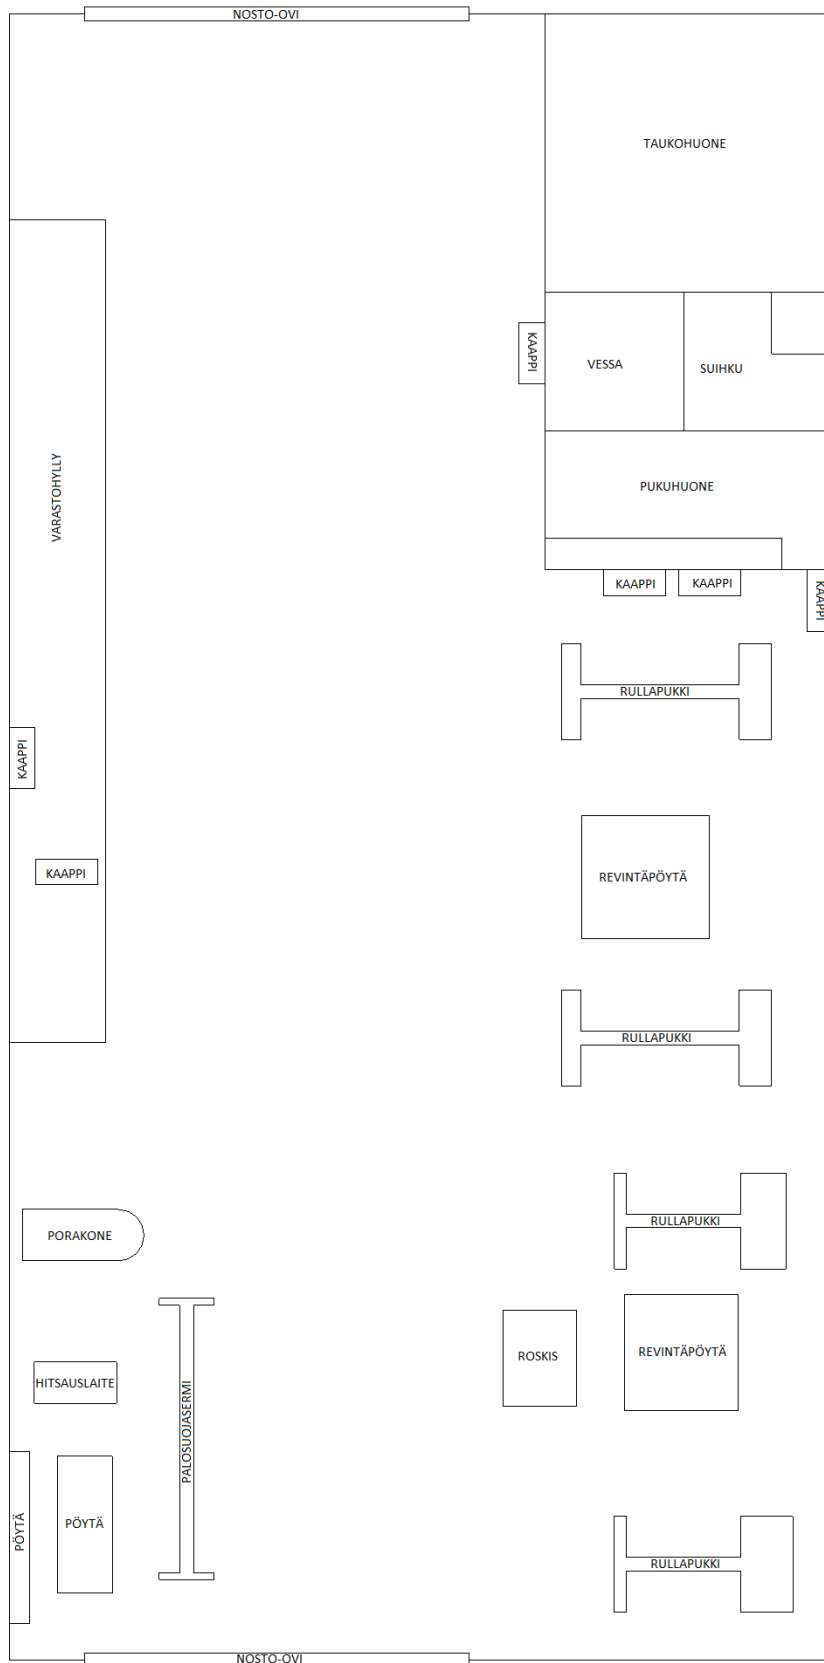 NOSTO-OVI
TAUKOHUONE
KAAPPI
VESSA
SUIHKU
VARASTOHYLLY
PUKUHUONE
KAAPPI
KAAPPI
KAAPPI
RULLAPUKKI
KAAPPI
KAAPPI
REVINTÄPÖYTÄ
RULLAPUKKI
RULLAPUKKI
PORAKONE
ROSKIS
REVINTÄPÖYTÄ
HITSAUSLAITE
PALOSUOJASERMI
PÖYTÄ
PÖYTÄ
RULLAPUKKI
NOSTO-OVI